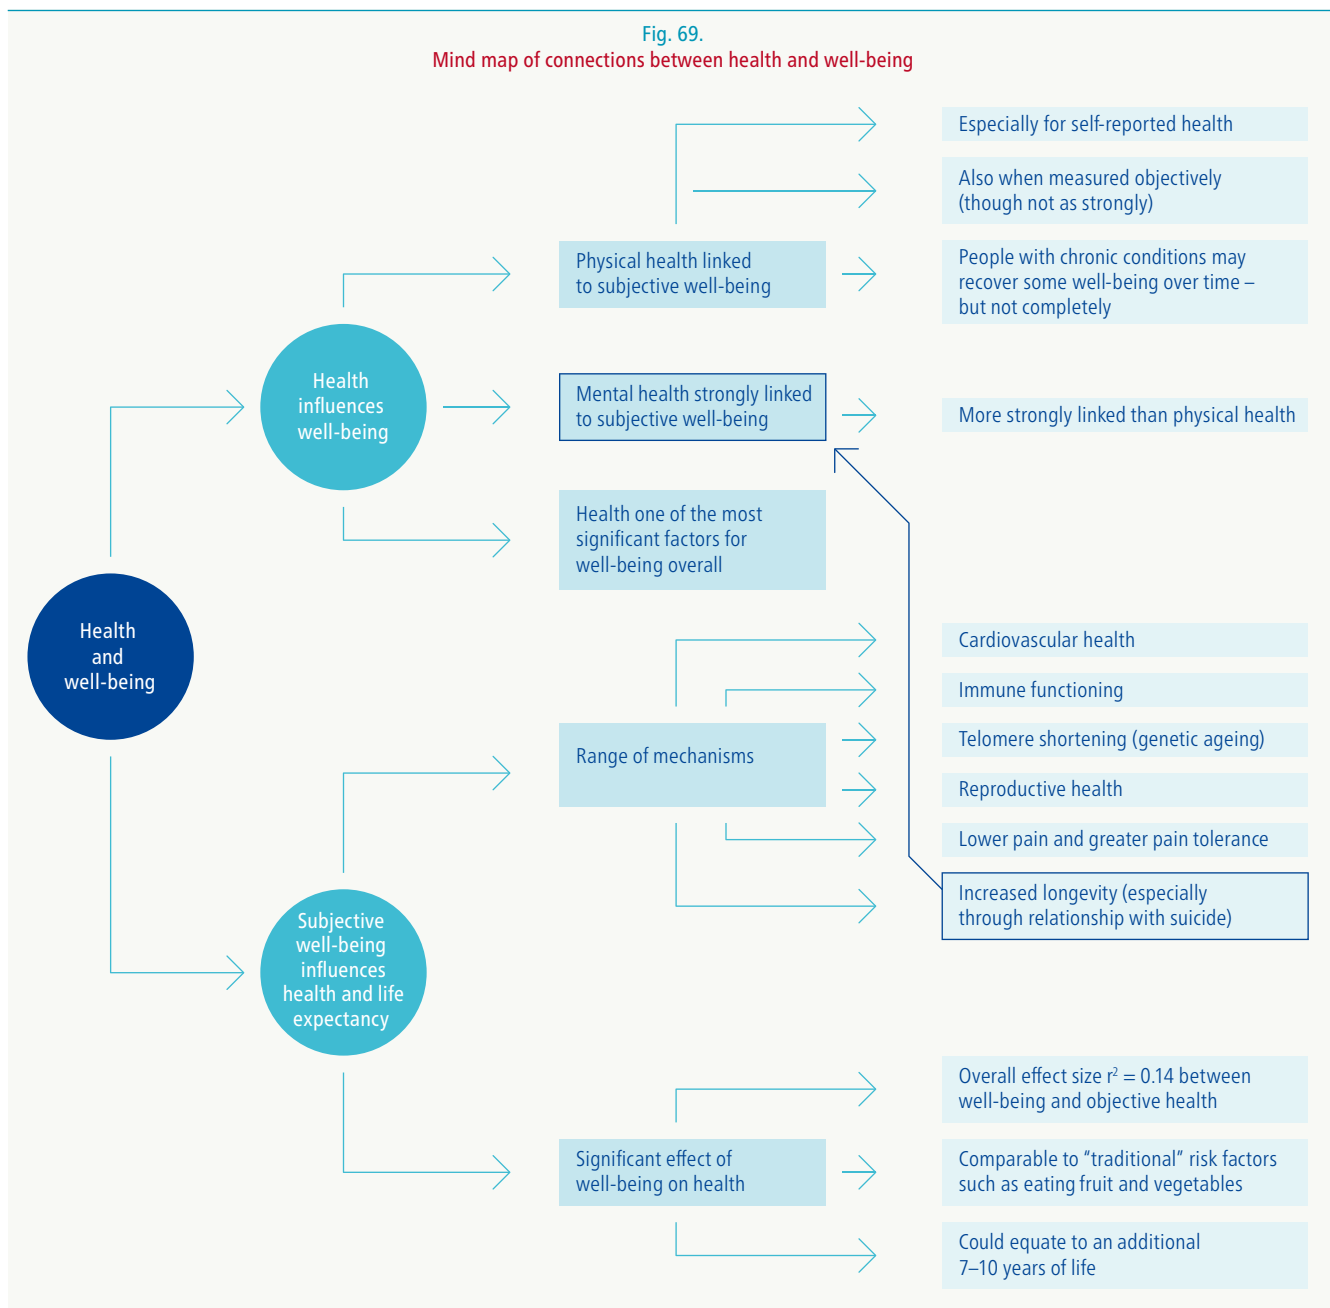 Fig. 69.
Mind map of connections between health and well-being
Health
and
well-being
Health
influences
well-being
Physical health linked
to subjective well-being
Especially for self-reported health
Also when measured objectively
(though not as strongly)
People with chronic conditions may
recover some well-being over time –
but not completely
Mental health strongly linked
to subjective well-being
More strongly linked than physical health
Health one of the most
significant factors for
well-being overall
Subjective
well-being
influences
health and life
expectancy
Range of mechanisms
Cardiovascular health
Immune functioning
Telomere shortening (genetic ageing)
Reproductive health
Lower pain and greater pain tolerance
Increased longevity (especially
through relationship with suicide)
Significant effect of
well-being on health
Overall effect size r² = 0.14 between
well-being and objective health
Comparable to “traditional” risk factors
such as eating fruit and vegetables
Could equate to an additional
7–10 years of life